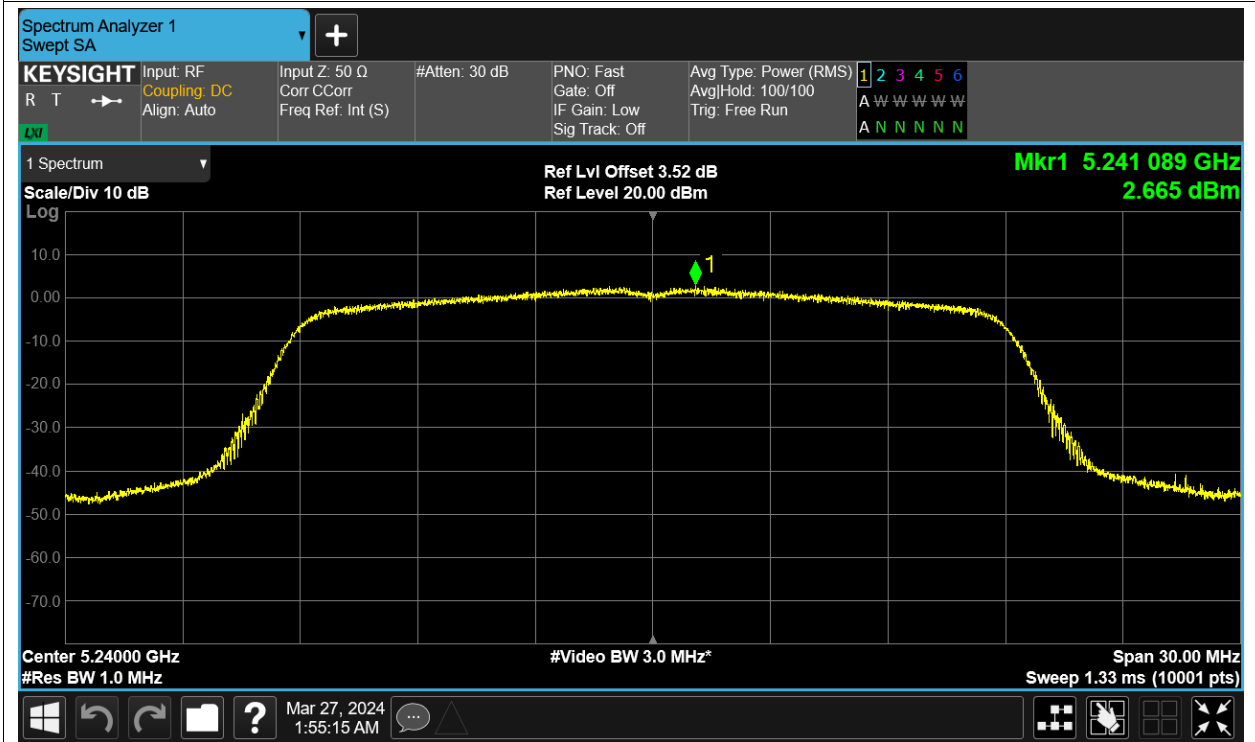 Spectrum Analyzer 1
Swept SA
+
KEYSIGHT
R T
LXI
Input: RF
Coupling: DC
Align: Auto
Input Z: 50 Ω
Corr CCorr
Freq Ref: Int (S)
#Atten: 30 dB
PNO: Fast
Gate: Off
IF Gain: Low
Sig Track: Off
Avg Type: Power (RMS)
Avg|Hold: 100/100
Trig: Free Run
1 2 3 4 5 6
A W W W W W
A N N N N N
1 Spectrum
Scale/Div 10 dB
Log
Ref Lvl Offset 3.52 dB
Ref Level 20.00 dBm
Mkr1 5.241 089 GHz
2.665 dBm
1
10.0
0.00
-10.0
-20.0
-30.0
-40.0
-50.0
-60.0
-70.0
Center 5.24000 GHz
#Res BW 1.0 MHz
#Video BW 3.0 MHz*
Span 30.00 MHz
Sweep 1.33 ms (10001 pts)
?
Mar 27, 2024
1:55:15 AM